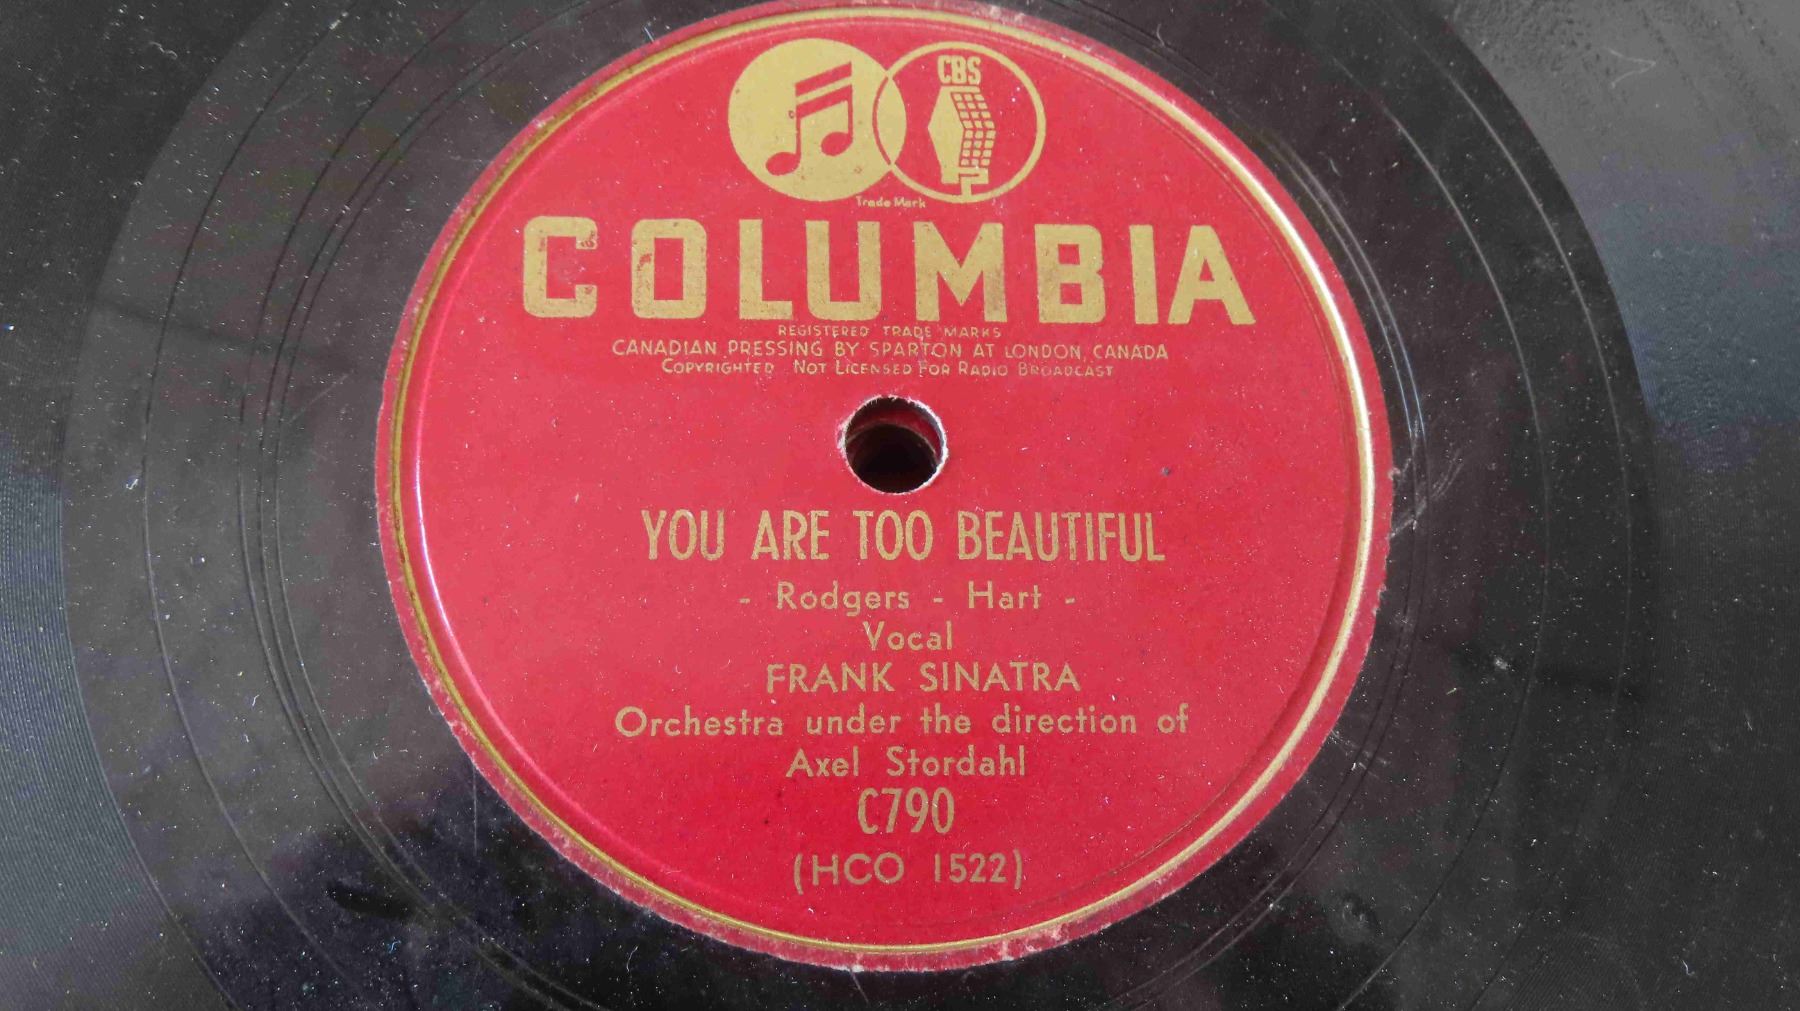 CBS
Trade Mark
COLUMBIA
REGISTERED TRADE MARKS
CANADIAN PRESSING BY SPARTON AT LONDON, CANADA
COPYRIGHTED NOT LICENSED FOR RADIO BROADCAST
YOU ARE TOO BEAUTIFUL
- Rodgers - Hart -
Vocal
FRANK SINATRA
Orchestra under the direction of
Axel Stordahl
C790
(HCO 1522)